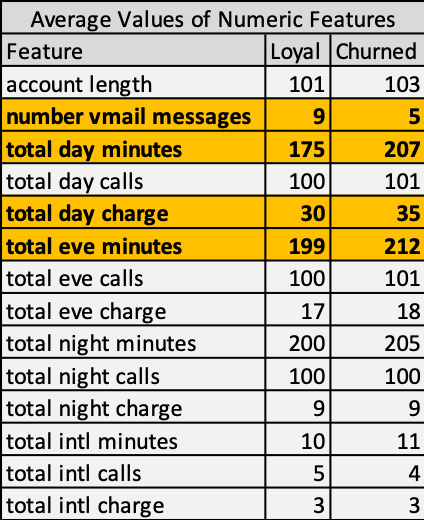 Average Values of Numeric Features
Feature Loyal Churned
account length 101 103
number vmail messages 9 5
total day minutes 175 207
total day calls 100 101
total day charge 30 35
total eve minutes 199 212
total eve calls 100 101
total eve charge 17 18
total night minutes 200 205
total night calls 100 100
total night charge 9 9
total intl minutes 10 11
total intl calls 5 4
total intl charge 3 3